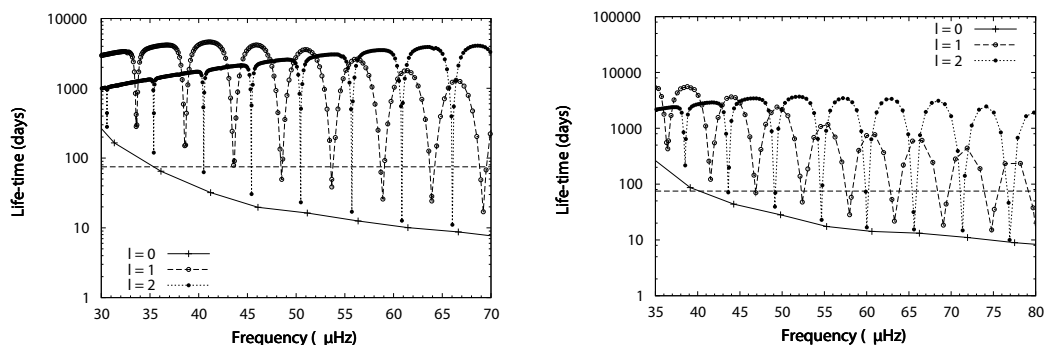 10000
1000
100
10
1
Life-time (days)
30 35 40 45 50 55 60 65 70
Frequency ( μHz)
l = 0
l = 1
l = 2
100000
10000
1000
100
10
1
Life-time (days)
35 40 45 50 55 60 65 70 75 80
Frequency ( μHz)
l = 0
l = 1
l = 2